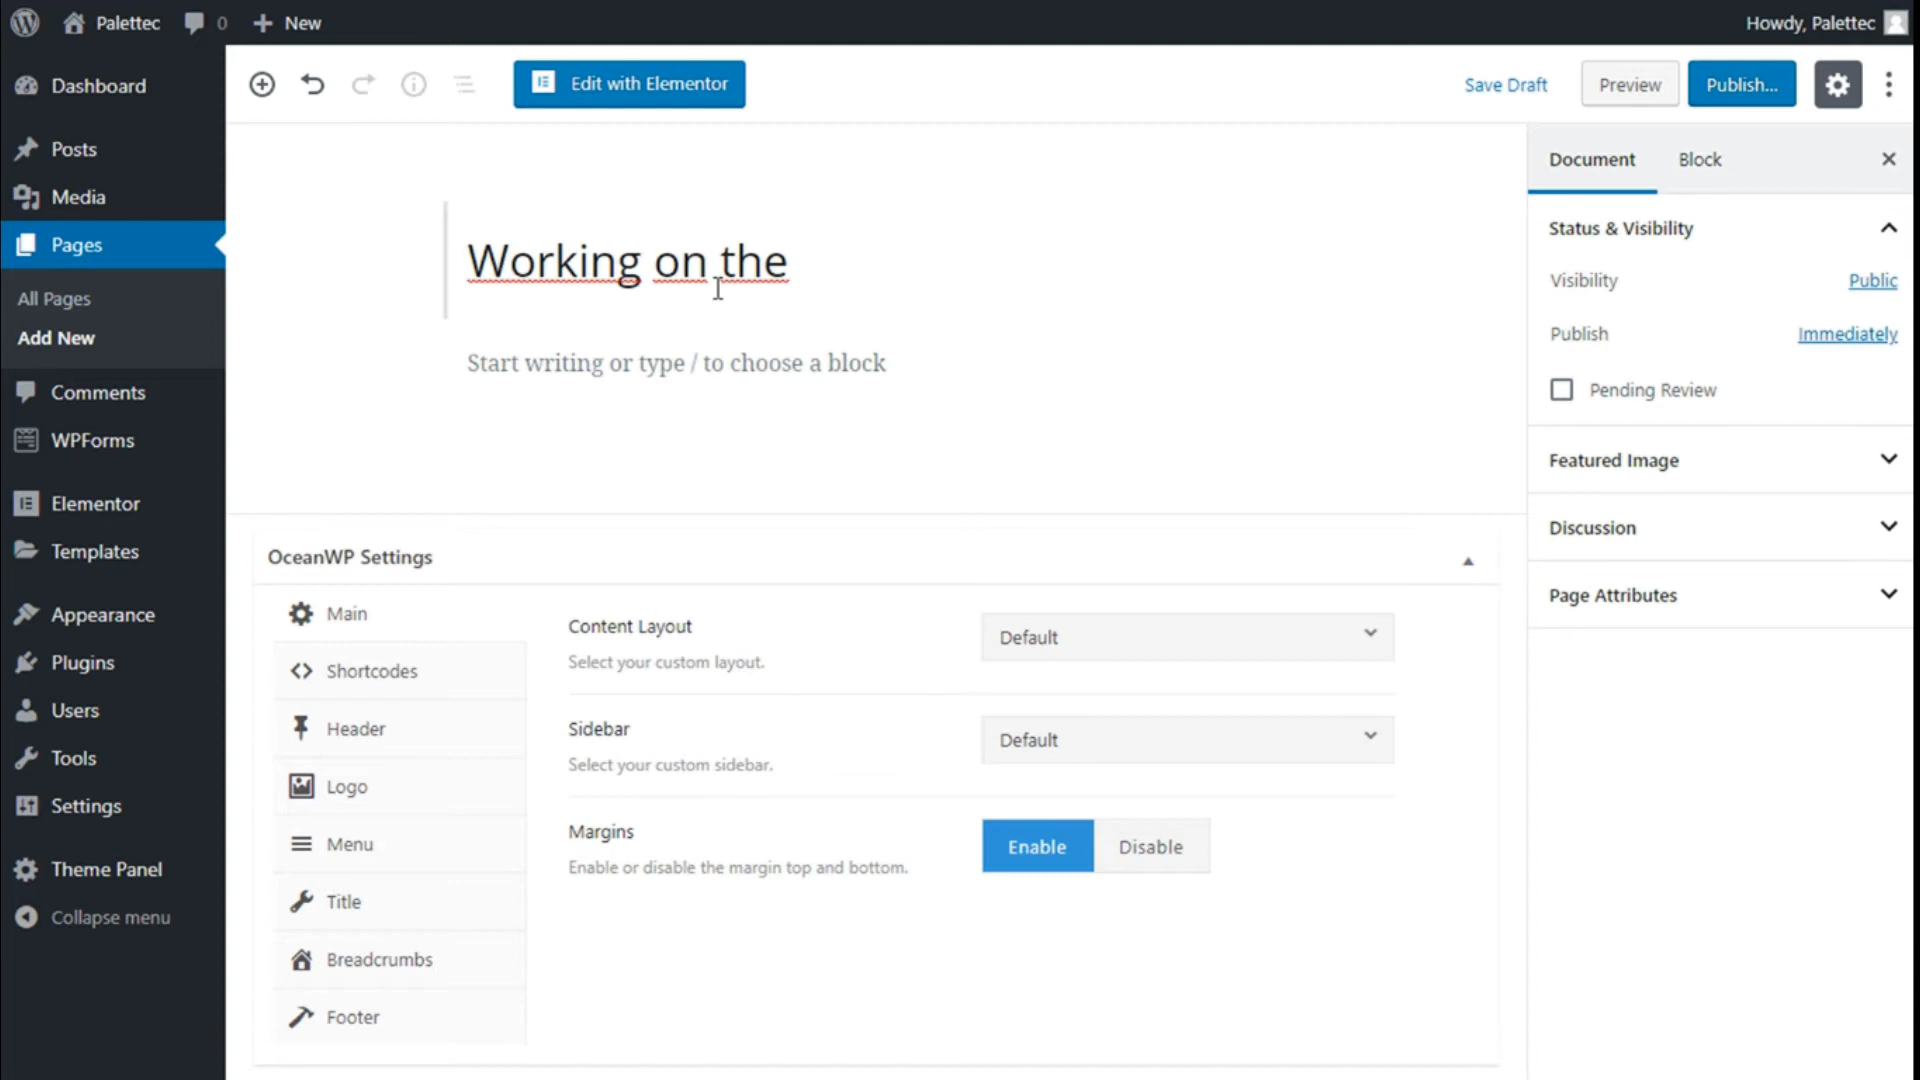 Palettec
0
New
Howdy, Palettec
Dashboard
Posts
Media
Pages
All Pages
Add New
Comments
WPForms
Elementor
Templates
Appearance
Plugins
Users
Tools
Settings
Theme Panel
Collapse menu
Edit with Elementor
Save Draft
Preview
Publish...
Working on the
Start writing or type / to choose a block
OceanWP Settings
Main
Shortcodes
Header
Logo
Menu
Title
Breadcrumbs
Footer
Content Layout
Select your custom layout.
Default
Sidebar
Select your custom sidebar.
Default
Margins
Enable or disable the margin top and bottom.
Enable
Disable
Document
Block
Status & Visibility
Visibility
Public
Publish
Immediately
Pending Review
Featured Image
Discussion
Page Attributes